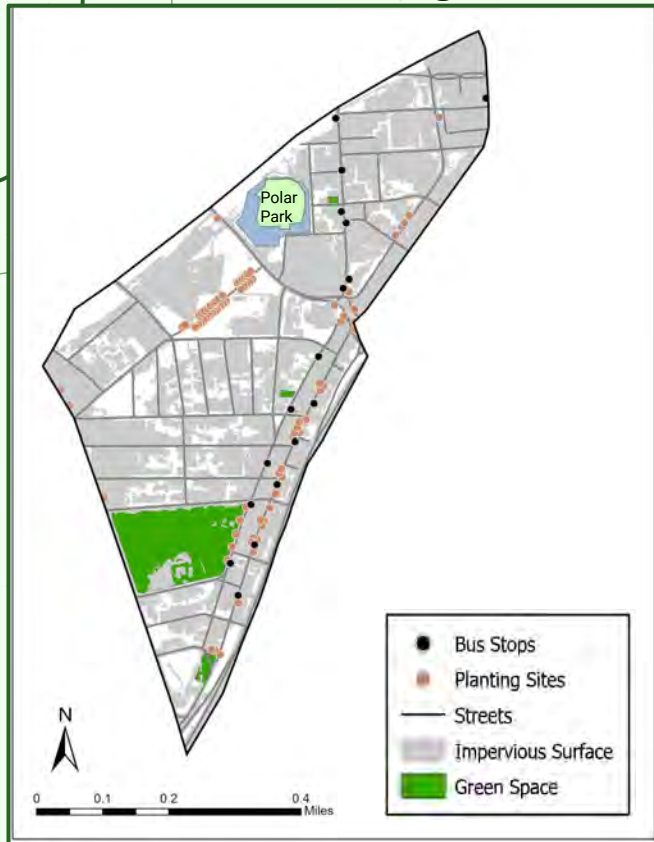 Polar
Park
Bus Stops
Planting Sites
Streets
Impervious Surface
Green Space
N
0 0.1 0 2 0.4
Miles